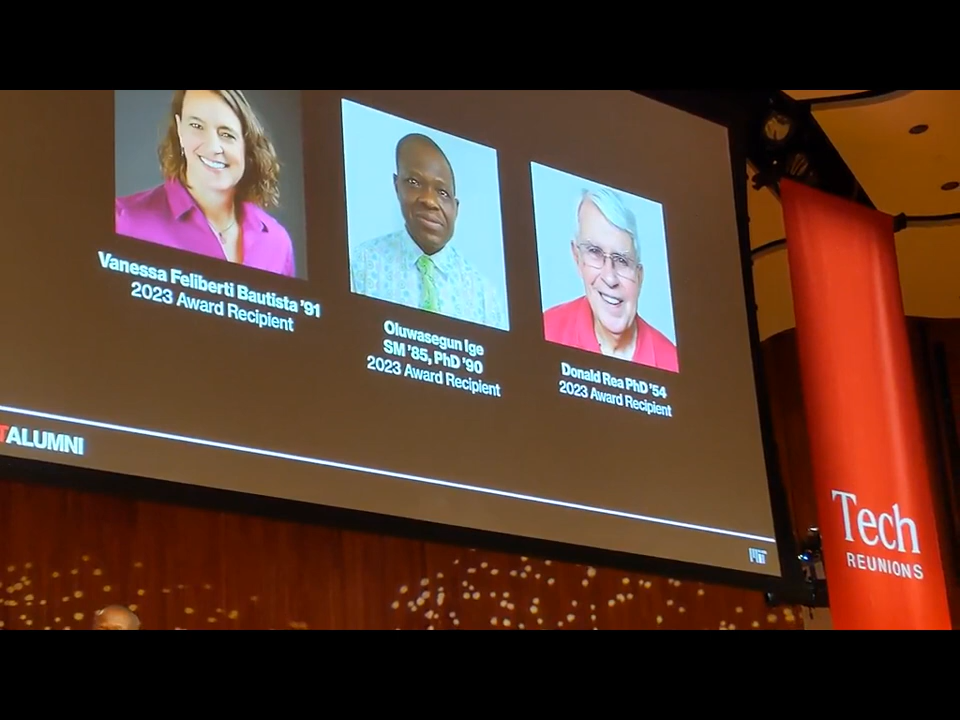 Vanessa Feliberti Bautista '91
2023 Award Recipient
Oluwasegun Ige
SM '85, PhD '90
2023 Award Recipient
Donald Rea PhD '54
2023 Award Recipient
TALUMNI
MIT
Tech
REUNIONS